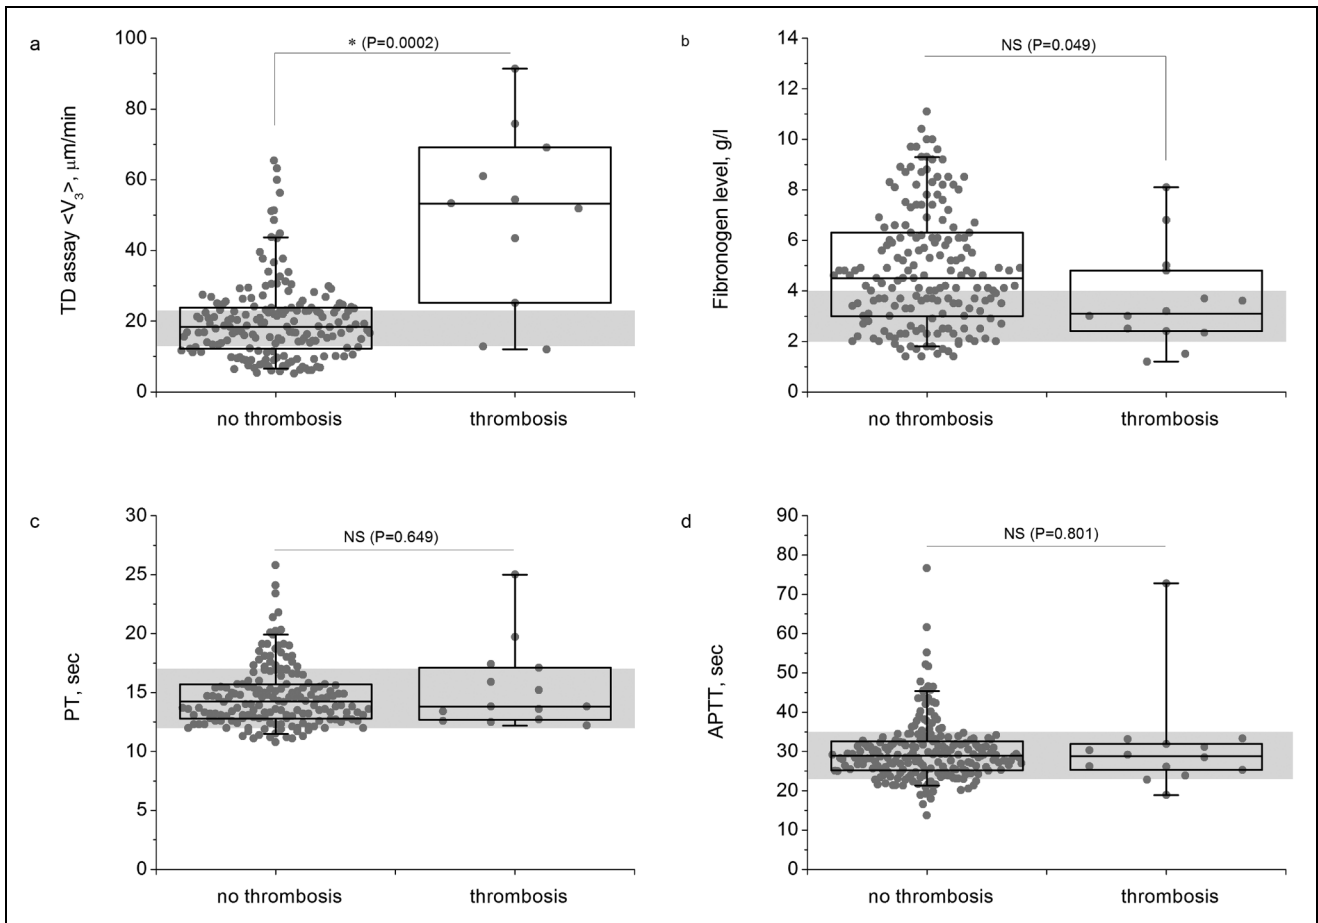 a
* (P=0.0002)
TD assay <V3>, μm/min
100
80
60
40
20
0
no thrombosis
thrombosis
b
NS (P=0.049)
Fibronogen level, g/l
14
12
10
8
6
4
2
0
no thrombosis
thrombosis
c
NS (P=0.649)
PT, sec
30
25
20
15
10
5
0
no thrombosis
thrombosis
d
NS (P=0.801)
APTT, sec
90
80
70
60
50
40
30
20
10
0
no thrombosis
thrombosis